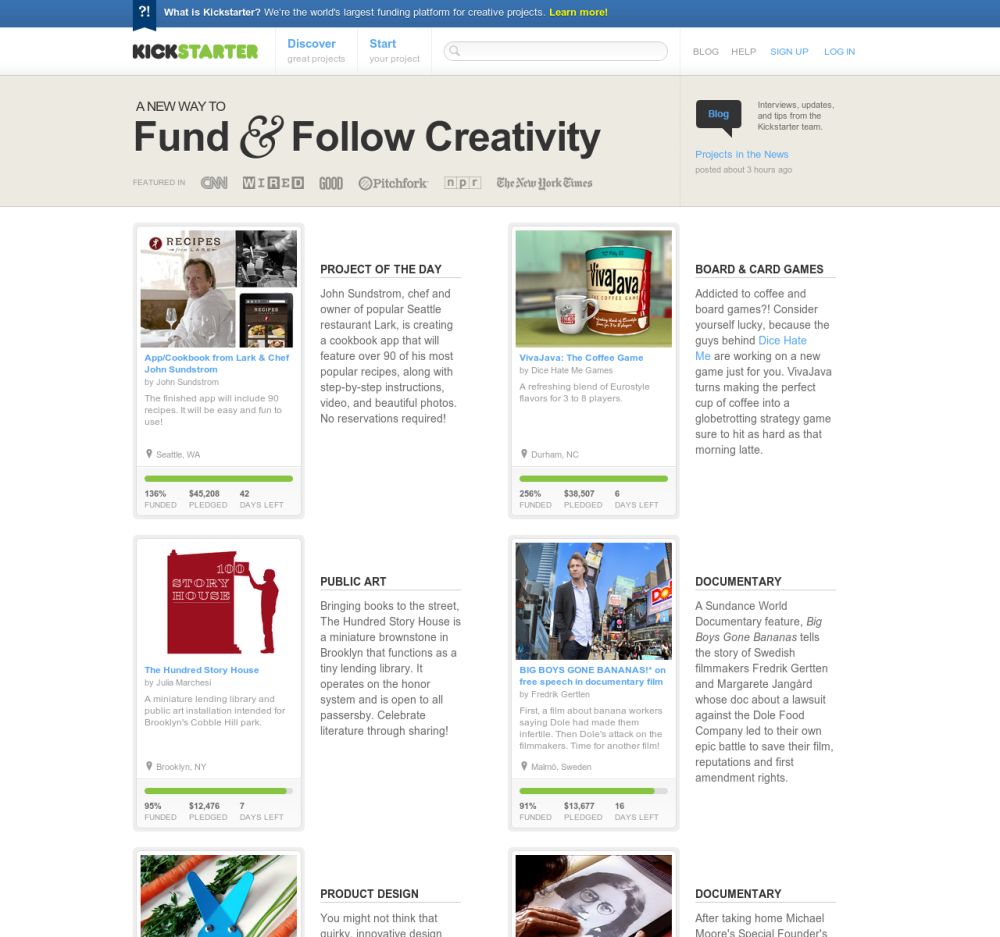 ?! What is Kickstarter? We're the world's largest funding platform for creative projects. Learn more!
KICKSTARTER
Discover
great projects
Start
your project
BLOG HELP SIGN UP LOG IN
A NEW WAY TO
Fund & Follow Creativity
FEATURED IN CNN WIRED GOOD Pitchfork npr The New York Times
Blog
Interviews, updates,
and tips from the
Kickstarter team.
Projects in the News
posted about 3 hours ago
RECIPES
from LARK
RECIPES
App/Cookbook from Lark & Chef
John Sundstrom
by John Sundstrom
The finished app will include 90
recipes. It will be easy and fun to
use!
Seattle, WA
136% $45,208 42
FUNDED PLEDGED DAYS LEFT
PROJECT OF THE DAY
John Sundstrom, chef and
owner of popular Seattle
restaurant Lark, is creating
a cookbook app that will
feature over 90 of his most
popular recipes, along with
step-by-step instructions,
video, and beautiful photos.
No reservations required!
VivaJava
THE COFFEE GAME
VivaJava: The Coffee Game
by Dice Hate Me Games
A refreshing blend of Eurostyle
flavors for 3 to 8 players.
Durham, NC
256% $38,507 6
FUNDED PLEDGED DAYS LEFT
BOARD & CARD GAMES
Addicted to coffee and
board games?! Consider
yourself lucky, because the
guys behind Dice Hate
Me are working on a new
game just for you. VivaJava
turns making the perfect
cup of coffee into a
globetrotting strategy game
sure to hit as hard as that
morning latte.
100
STORY
HOUSE
The Hundred Story House
by Julia Marchesi
A miniature lending library and
public art installation intended for
Brooklyn's Cobble Hill park.
Brooklyn, NY
95% $12,476 7
FUNDED PLEDGED DAYS LEFT
PUBLIC ART
Bringing books to the street,
The Hundred Story House is
a miniature brownstone in
Brooklyn that functions as a
tiny lending library. It
operates on the honor
system and is open to all
passersby. Celebrate
literature through sharing!
BIG BOYS GONE BANANAS!* on
free speech in documentary film
by Fredrik Gertten
First, a film about banana workers
saying Dole had made them
infertile. Then Dole's attack on the
filmmakers. Time for another film!
Malmö, Sweden
91% $13,677 16
FUNDED PLEDGED DAYS LEFT
DOCUMENTARY
A Sundance World
Documentary feature, Big
Boys Gone Bananas tells
the story of Swedish
filmmakers Fredrik Gertten
and Margarete Jangård
whose doc about a lawsuit
against the Dole Food
Company led to their own
epic battle to save their film,
reputations and first
amendment rights.
PRODUCT DESIGN
You might not think that
quirky, innovative design
DOCUMENTARY
After taking home Michael
Moore's Special Founder's